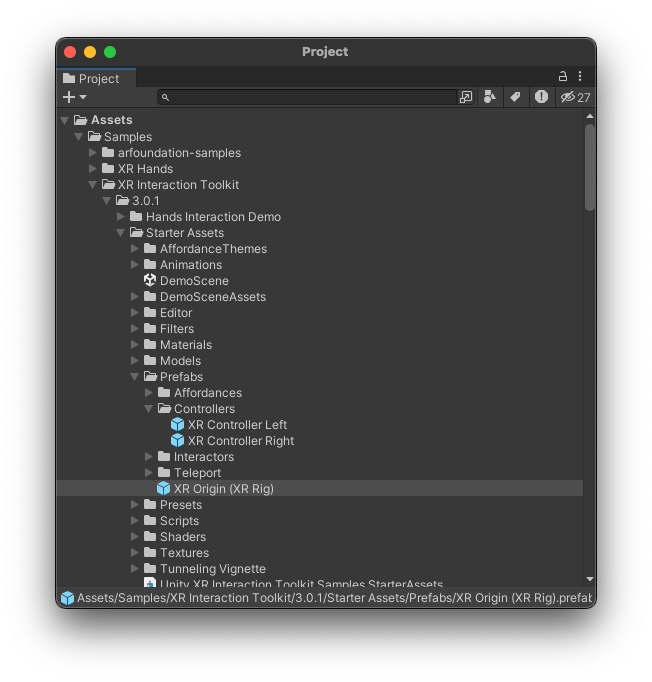 Project
Project
27
Assets
Samples
arfoundation-samples
XR Hands
XR Interaction Toolkit
3.0.1
Hands Interaction Demo
Starter Assets
AffordanceThemes
Animations
DemoScene
DemoSceneAssets
Editor
Filters
Materials
Models
Prefabs
Affordances
Controllers
XR Controller Left
XR Controller Right
Interactors
Teleport
XR Origin (XR Rig)
Presets
Scripts
Shaders
Textures
Tunneling Vignette
Unity XR Interaction Toolkit Samples StarterAssets
Assets/Samples/XR Interaction Toolkit/3.0.1/Starter Assets/Prefabs/XR Origin (XR Rig).prefab